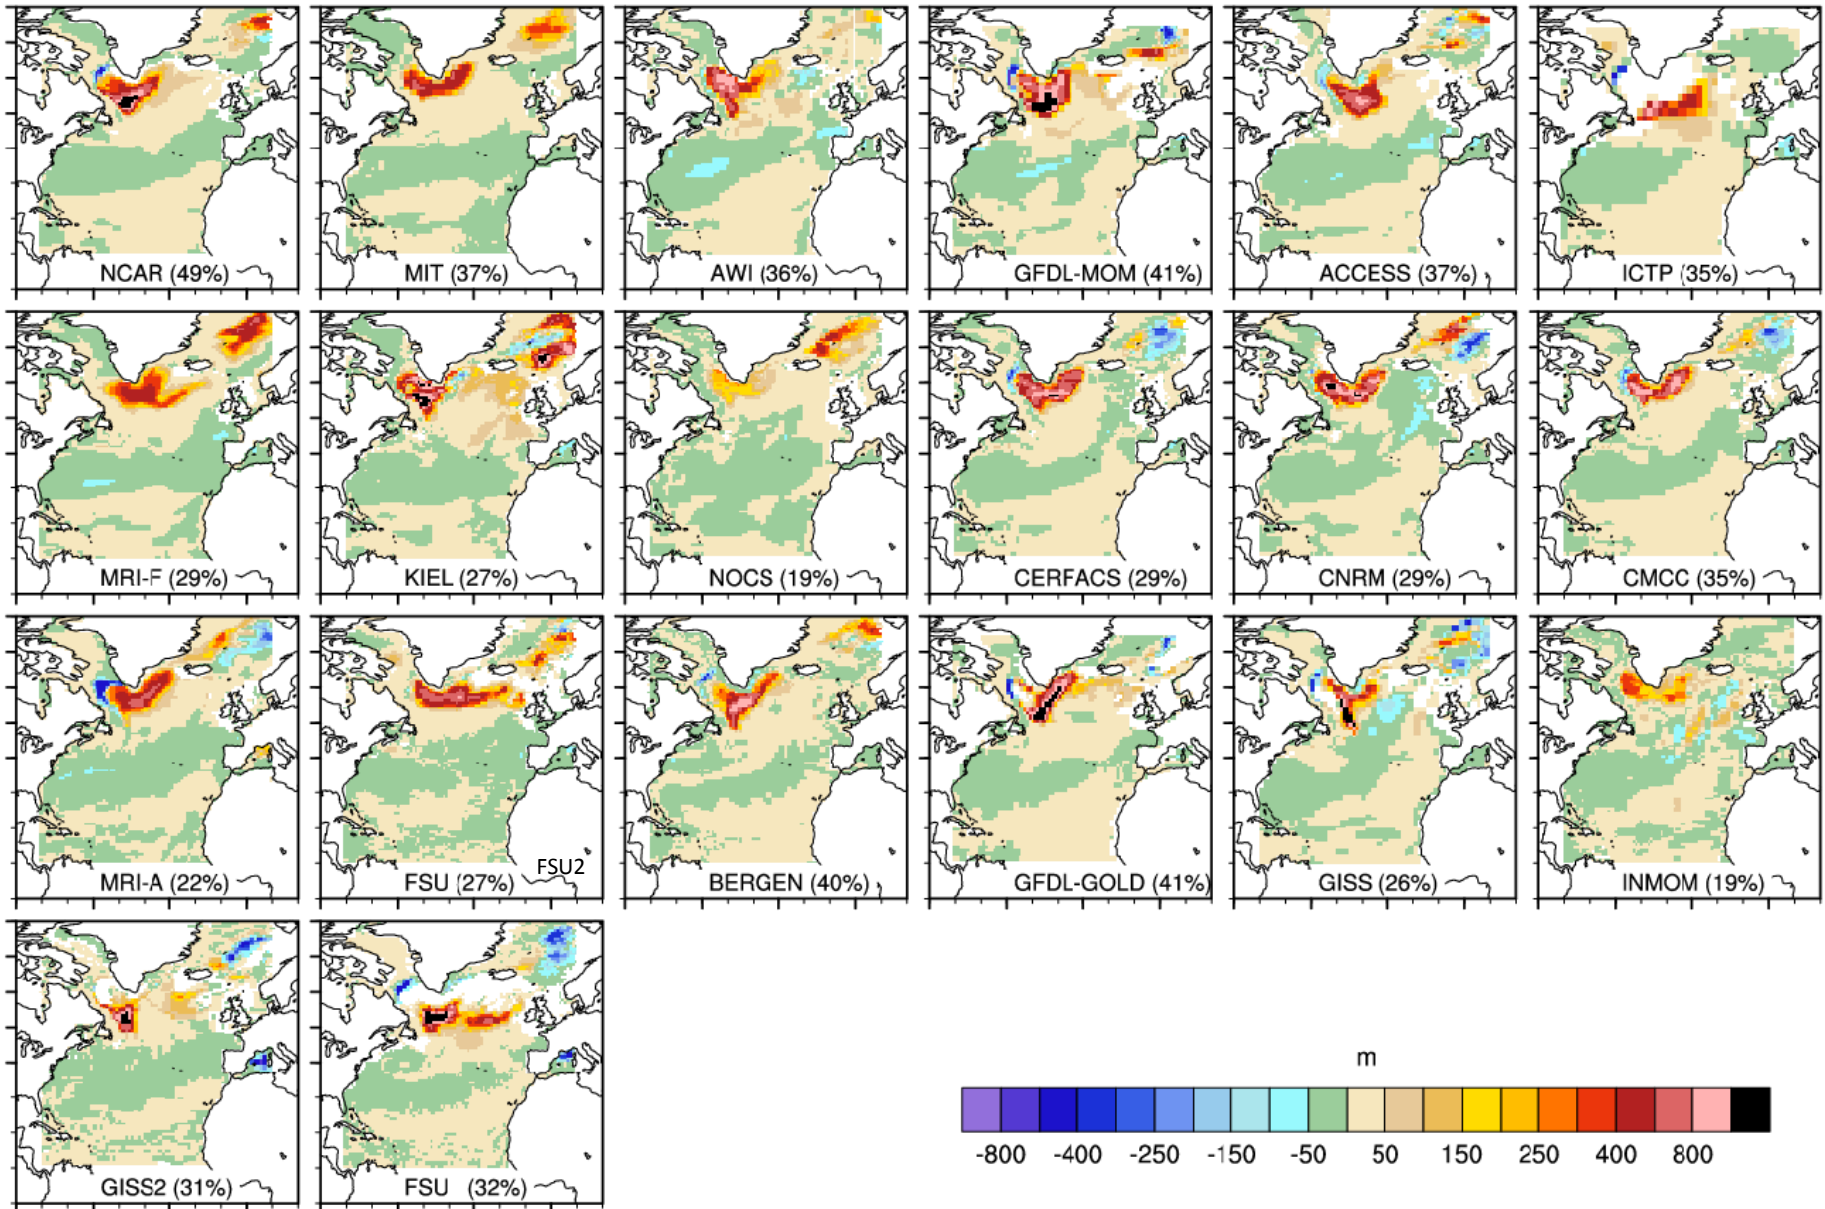 NCAR (49%)
MIT (37%)
AWI (36%)
GFDL-MOM (41%)
ACCESS (37%)
ICTP (35%)
MRI-F (29%)
KIEL (27%)
NOCS (19%)
CERFACS (29%)
CNRM (29%)
CMCC (35%)
MRI-A (22%)
FSU (27%)
FSU2
BERGEN (40%)
GFDL-GOLD (41%)
GISS (26%)
INMOM (19%)
GISS2 (31%)
FSU (32%)
m
-800 -400 -250 -150 -50 50 150 250 400 800